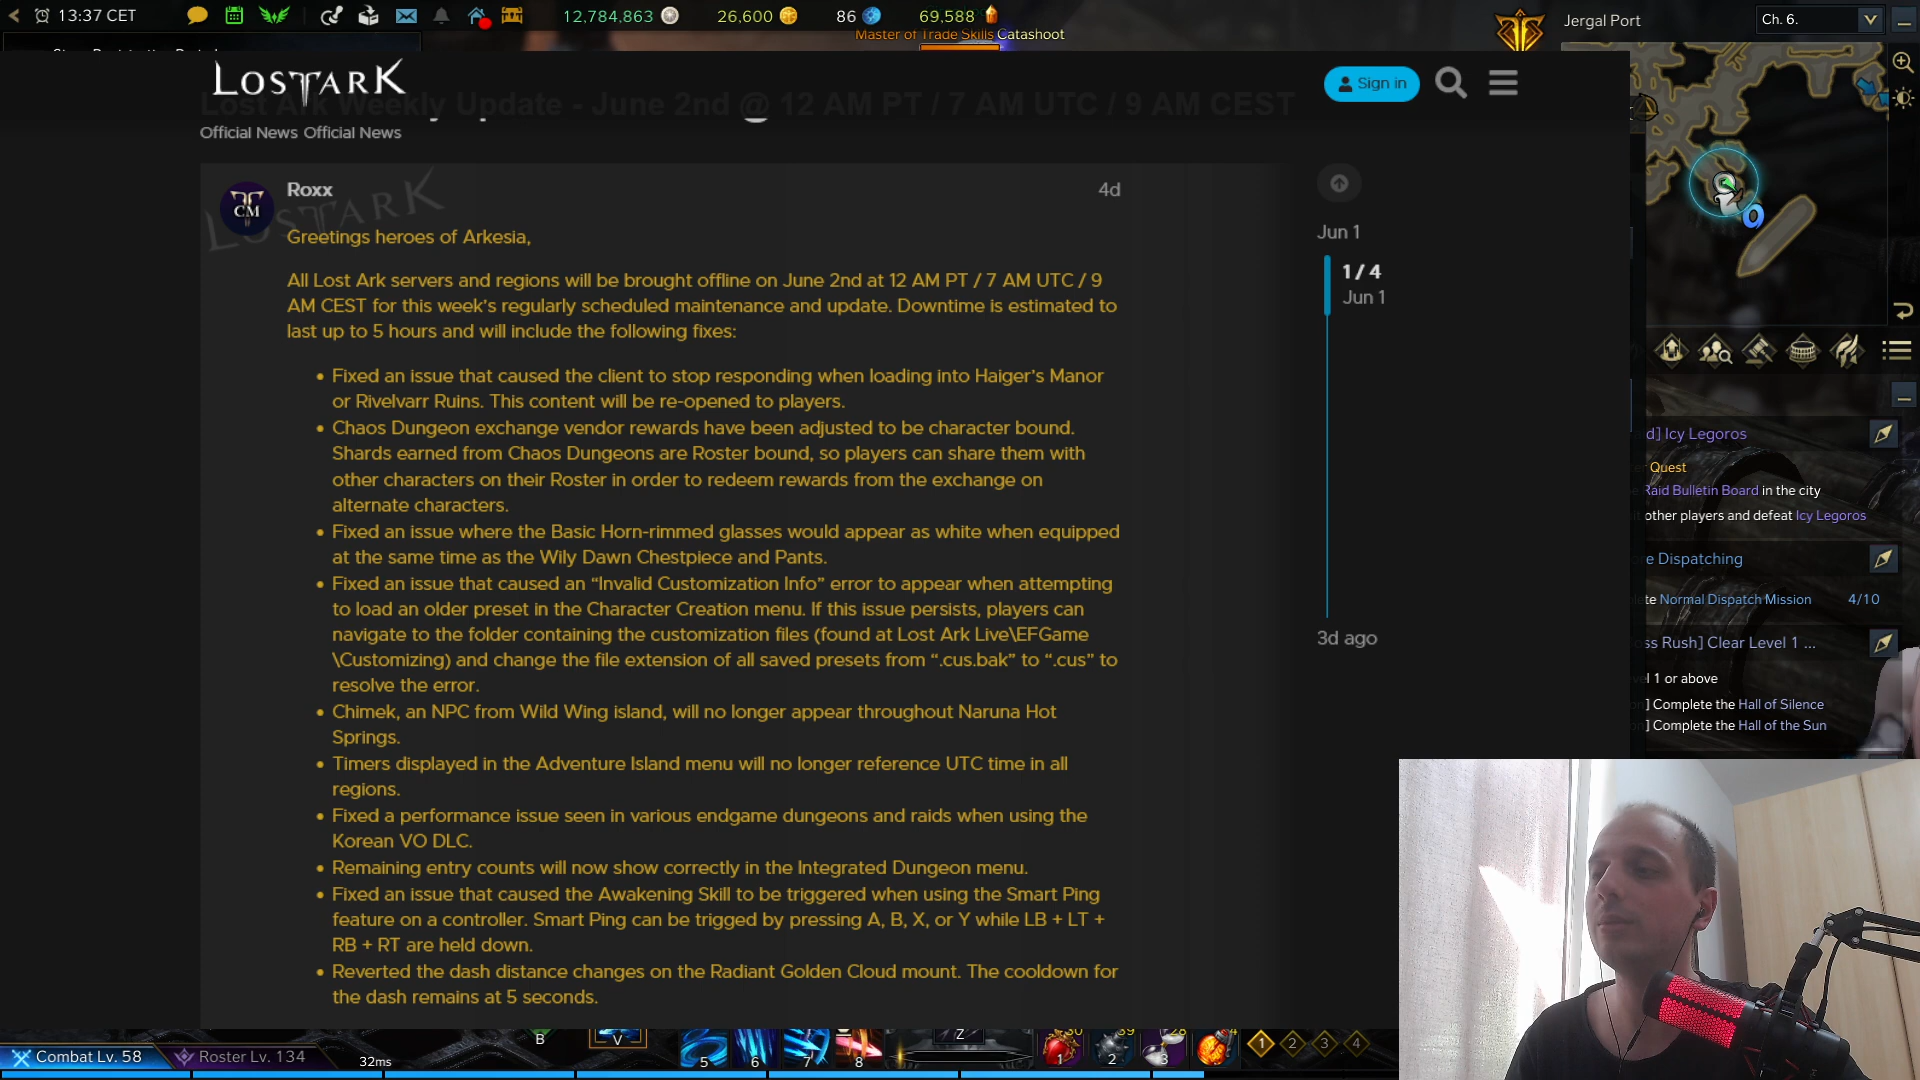 13:37 CET
12,784,863
26,600
86
69,588
Master of Trade Skills Catashoot
Jergal Port
Ch. 6.
LOST ARK
Sign in
Lost Ark Weekly Update - June 2nd @ 12 AM PT / 7 AM UTC / 9 AM CEST
Official News Official News
CM
Roxx
4d
LOST ARK
Greetings heroes of Arkesia,
All Lost Ark servers and regions will be brought offline on June 2nd at 12 AM PT / 7 AM UTC / 9
AM CEST for this week's regularly scheduled maintenance and update. Downtime is estimated to
last up to 5 hours and will include the following fixes:
• Fixed an issue that caused the client to stop responding when loading into Haiger's Manor
or Rivelvarr Ruins. This content will be re-opened to players.
• Chaos Dungeon exchange vendor rewards have been adjusted to be character bound.
Shards earned from Chaos Dungeons are Roster bound, so players can share them with
other characters on their Roster in order to redeem rewards from the exchange on
alternate characters.
• Fixed an issue where the Basic Horn-rimmed glasses would appear as white when equipped
at the same time as the Wily Dawn Chestpiece and Pants.
• Fixed an issue that caused an “Invalid Customization Info” error to appear when attempting
to load an older preset in the Character Creation menu. If this issue persists, players can
navigate to the folder containing the customization files (found at Lost Ark Live\EFGame
\Customizing) and change the file extension of all saved presets from “.cus.bak” to “.cus” to
resolve the error.
• Chimek, an NPC from Wild Wing island, will no longer appear throughout Naruna Hot
Springs.
• Timers displayed in the Adventure Island menu will no longer reference UTC time in all
regions.
• Fixed a performance issue seen in various endgame dungeons and raids when using the
Korean VO DLC.
• Remaining entry counts will now show correctly in the Integrated Dungeon menu.
• Fixed an issue that caused the Awakening Skill to be triggered when using the Smart Ping
feature on a controller. Smart Ping can be trigged by pressing A, B, X, or Y while LB + LT +
RB + RT are held down.
• Reverted the dash distance changes on the Radiant Golden Cloud mount. The cooldown for
the dash remains at 5 seconds.
Jun 1
1 / 4
Jun 1
3d ago
d] Icy Legoros
Quest
Raid Bulletin Board in the city
other players and defeat Icy Legoros
e Dispatching
ete Normal Dispatch Mission 4/10
ss Rush] Clear Level 1 ...
l 1 or above
] Complete the Hall of Silence
] Complete the Hall of the Sun
Combat Lv. 58
Roster Lv. 134
32ms
B
V
5
6
7
8
Z
30
1
39
2
28
3
4
1 2 3 4